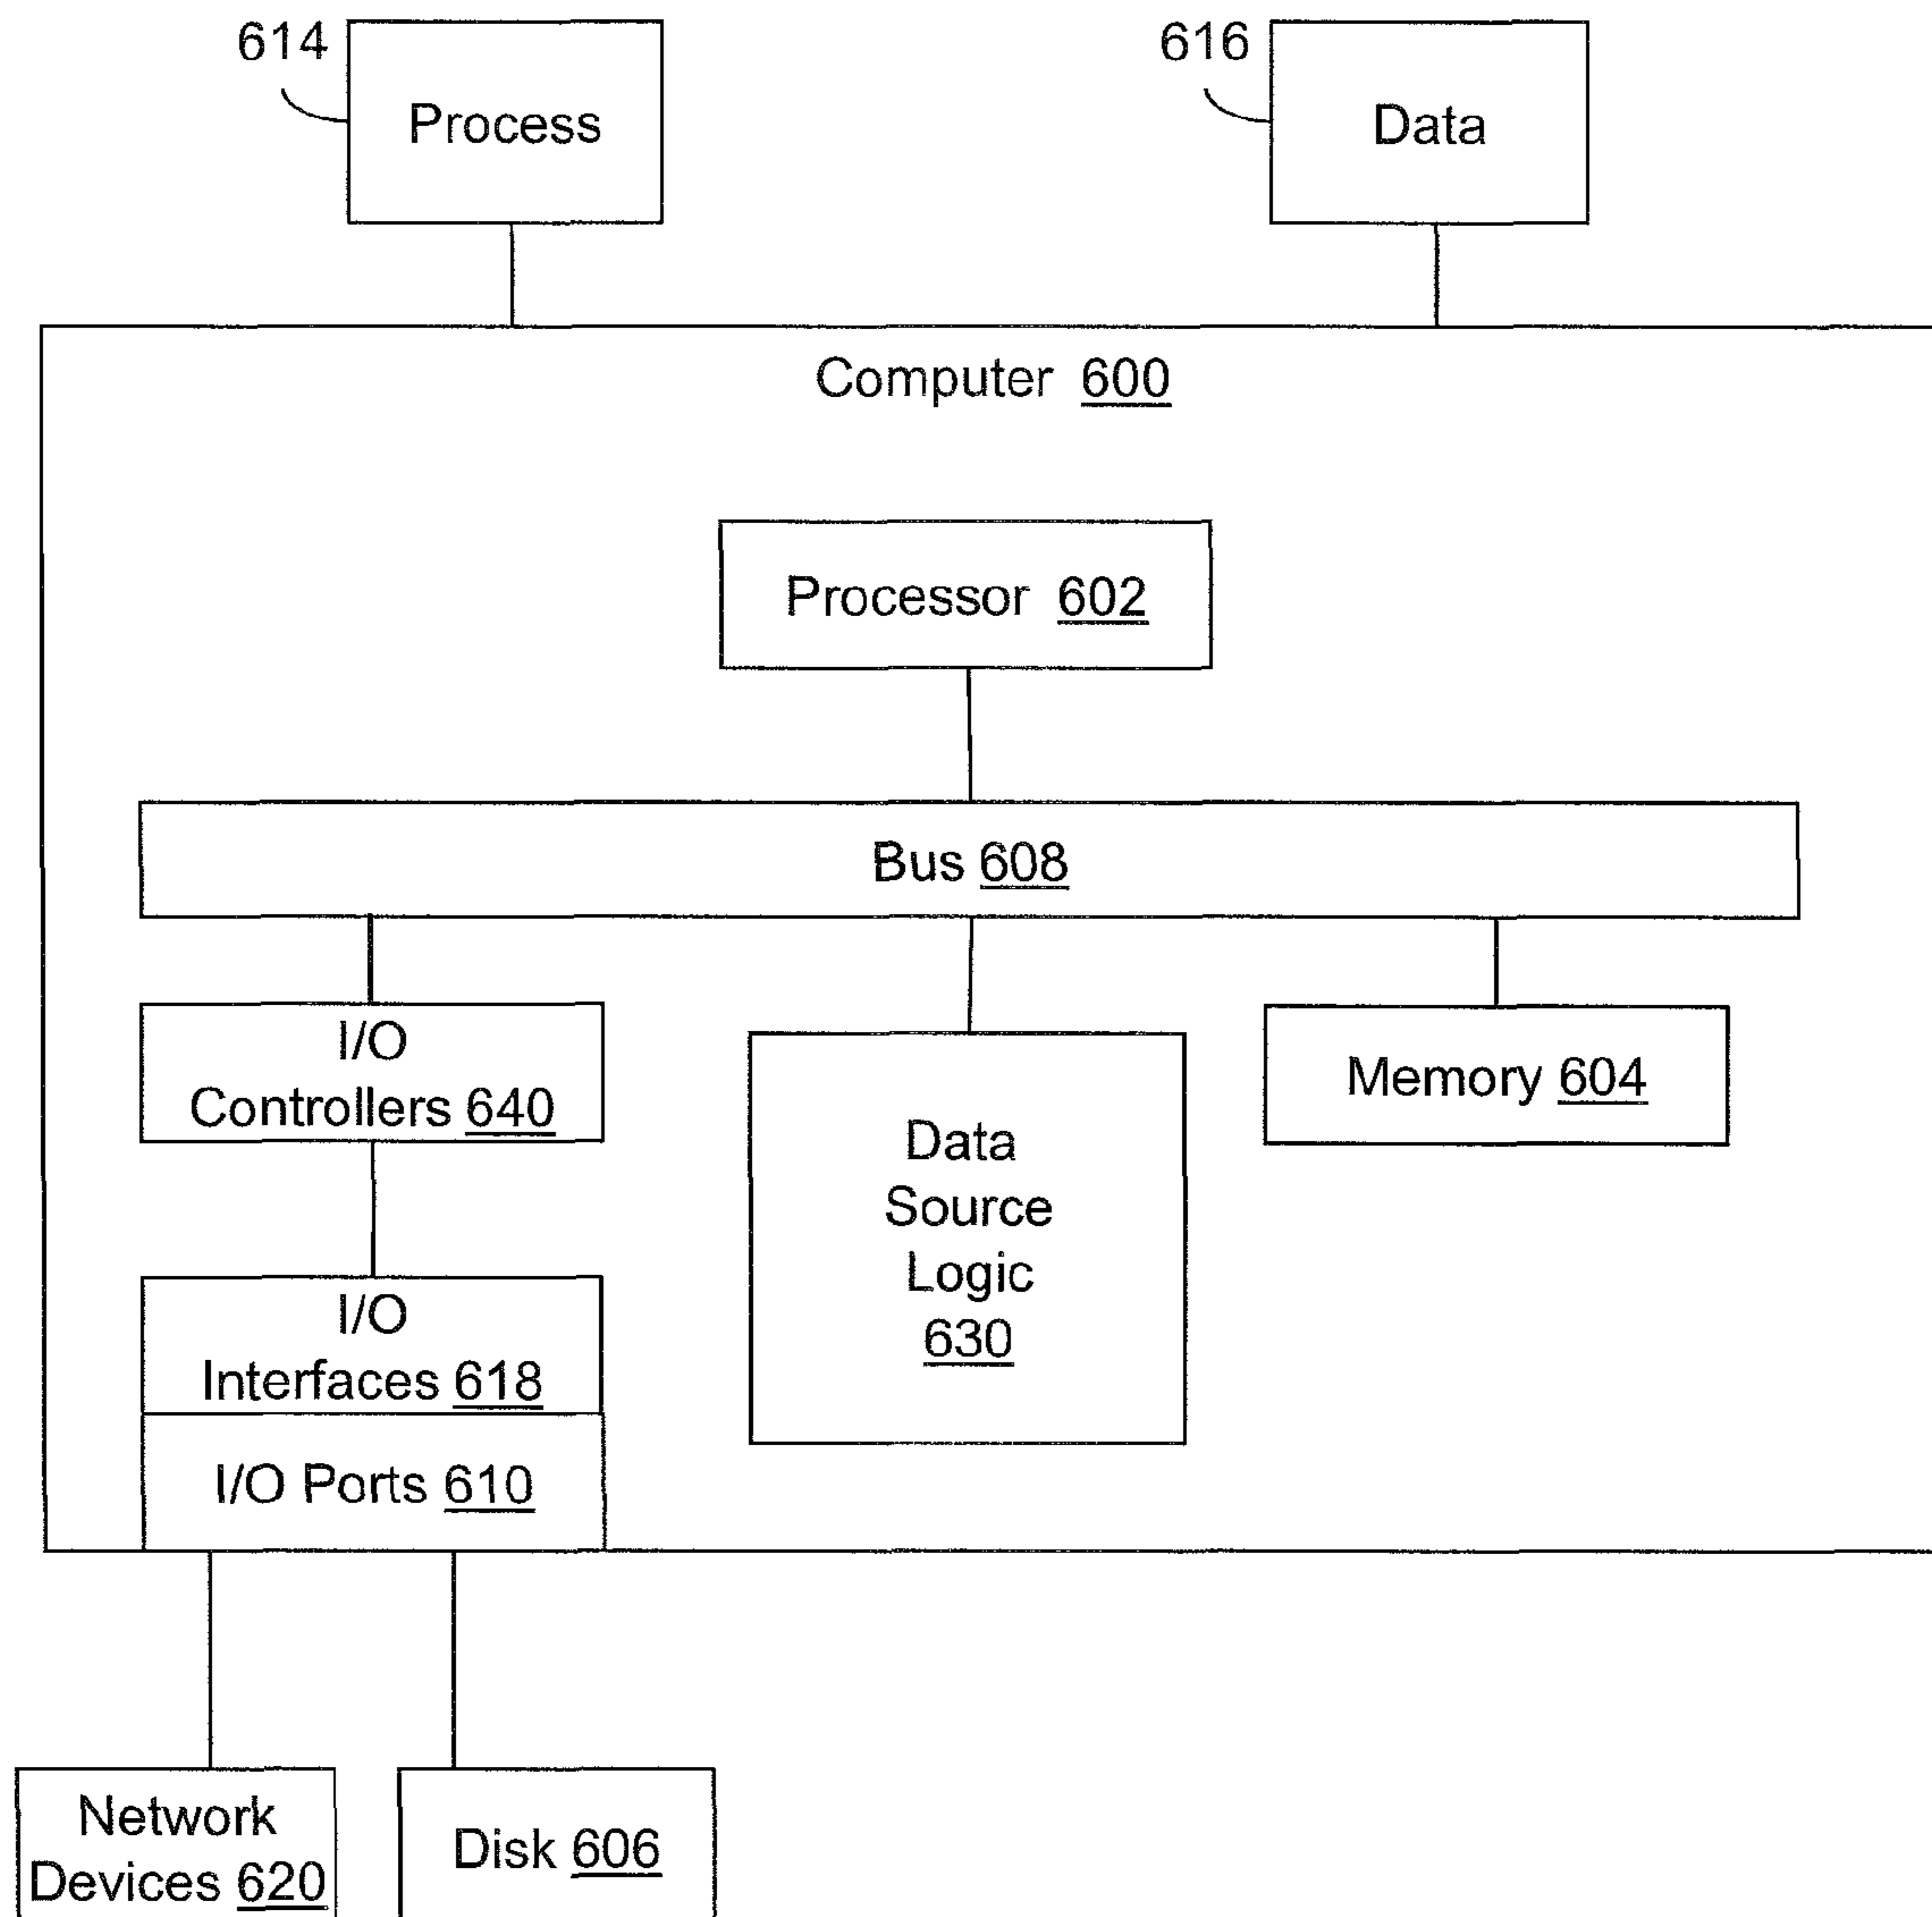 614
Process
616
Data
Computer 600
Processor 602
Bus 608
I/O
Controllers 640
Data
Source
Logic
630
Memory 604
I/O
Interfaces 618
I/O Ports 610
Network
Devices 620
Disk 606